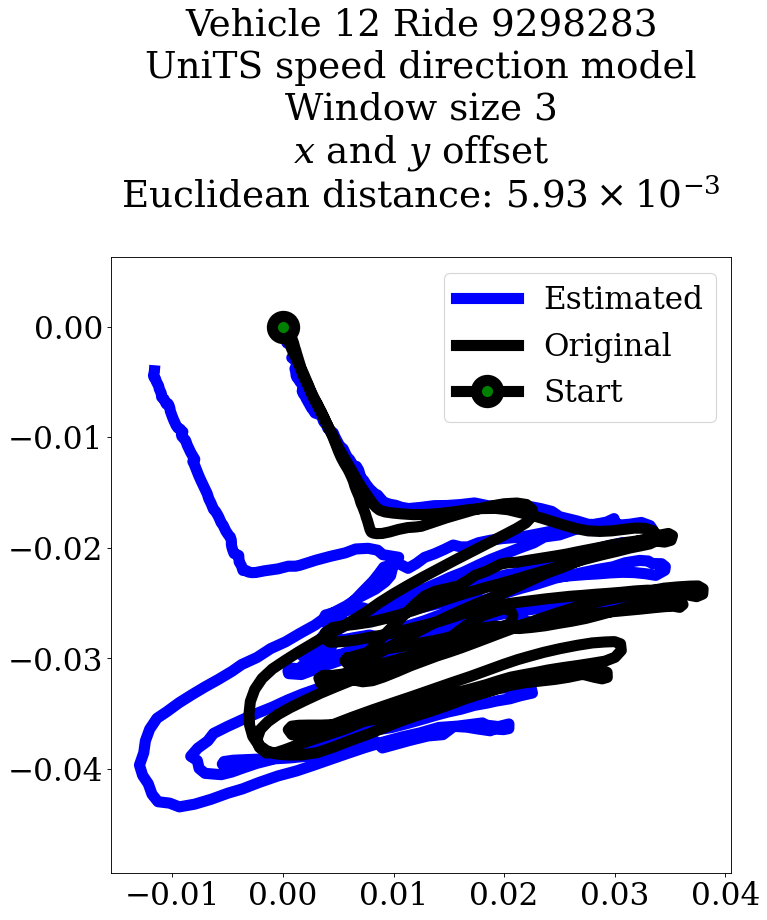 Vehicle 12 Ride 9298283
UniTS speed direction model
Window size 3
x and y offset
Euclidean distance: 5.93 × 10⁻³
Estimated
Original
Start
0.00
−0.01
−0.02
−0.03
−0.04
−0.01 0.00 0.01 0.02 0.03 0.04